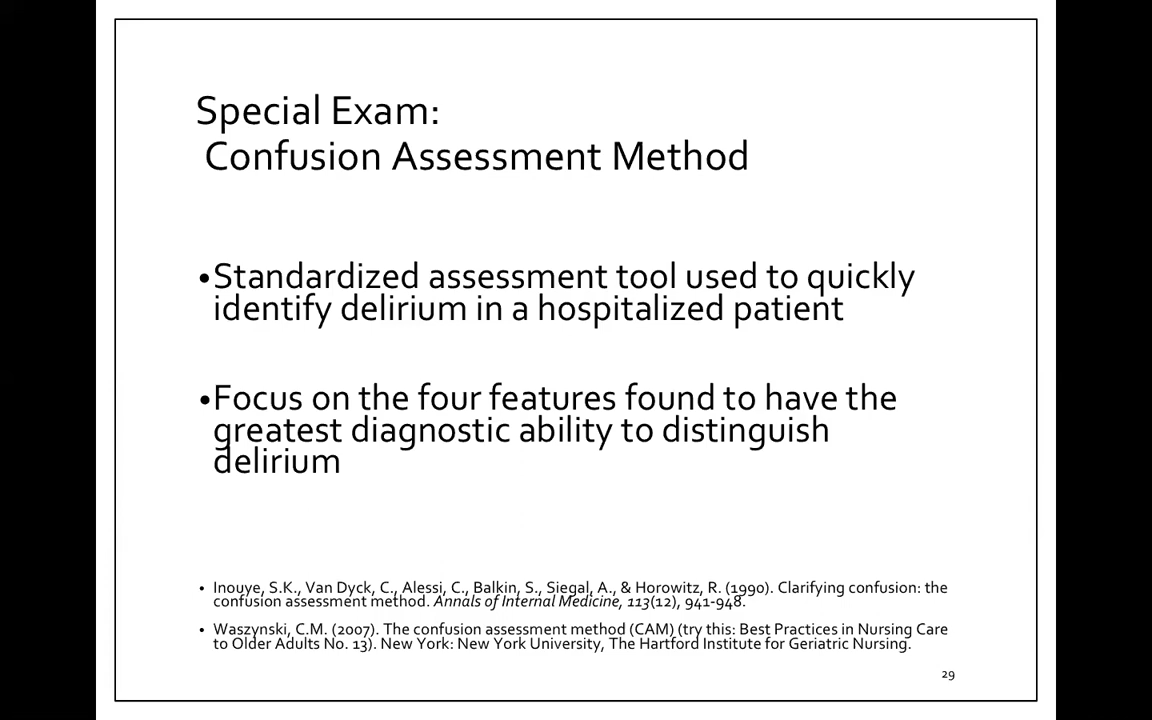 Special Exam:
Confusion Assessment Method
•Standardized assessment tool used to quickly
identify delirium in a hospitalized patient
•Focus on the four features found to have the
greatest diagnostic ability to distinguish
delirium
• Inouye, S.K., Van Dyck, C., Alessi, C., Balkin, S., Siegal, A., & Horowitz, R. (1990). Clarifying confusion: the
confusion assessment method. Annals of Internal Medicine, 113(12), 941-948.
• Waszynski, C.M. (2007). The confusion assessment method (CAM) (try this: Best Practices in Nursing Care
to Older Adults No. 13). New York: New York University, The Hartford Institute for Geriatric Nursing.
29